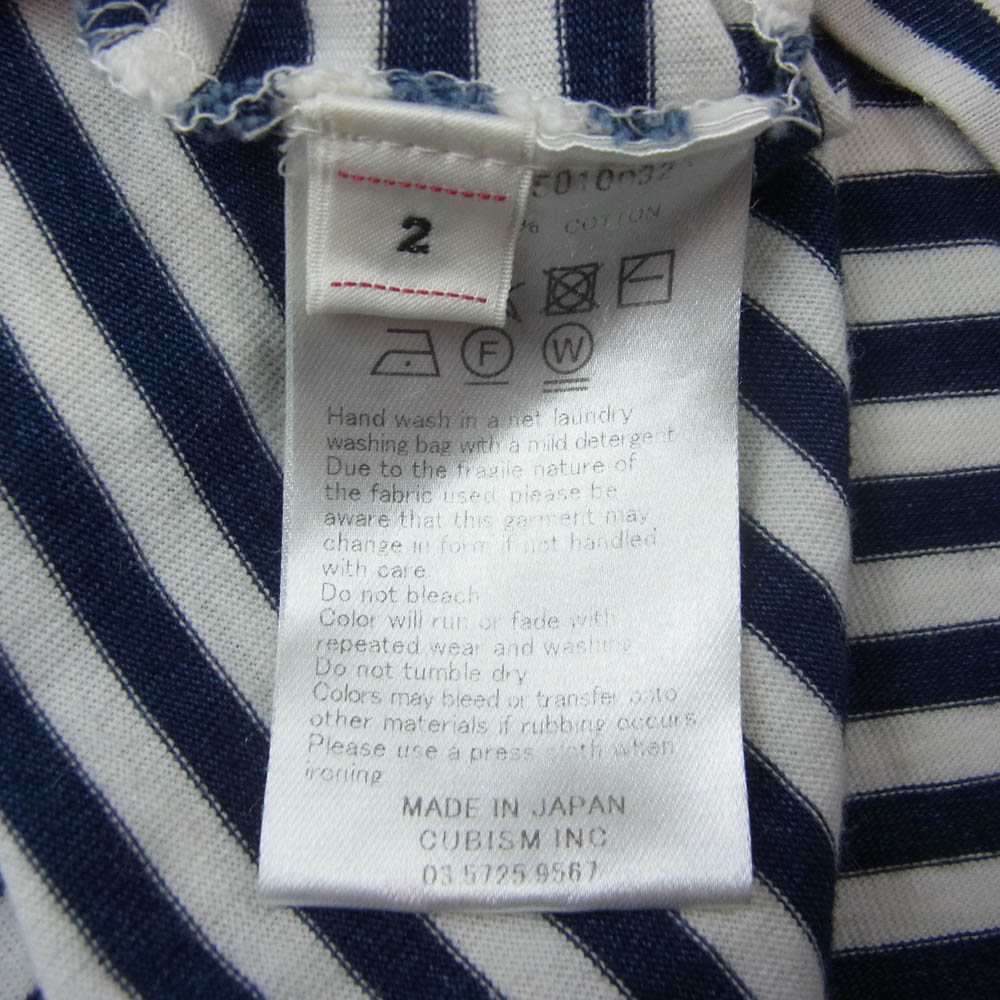 2
5010032
% COTTON
F W
Hand wash in a net laundry
washing bag with a mild detergent
Due to the fragile nature of
the fabric used please be
aware that this garment may
change in form if not handled
with care
Do not bleach
Color will run or fade with
repeated wear and washing
Do not tumble dry
Colors may bleed or transfer onto
other materials if rubbing occurs
Please use a press cloth when
ironing
MADE IN JAPAN
CUBISM INC
03 5725 9567